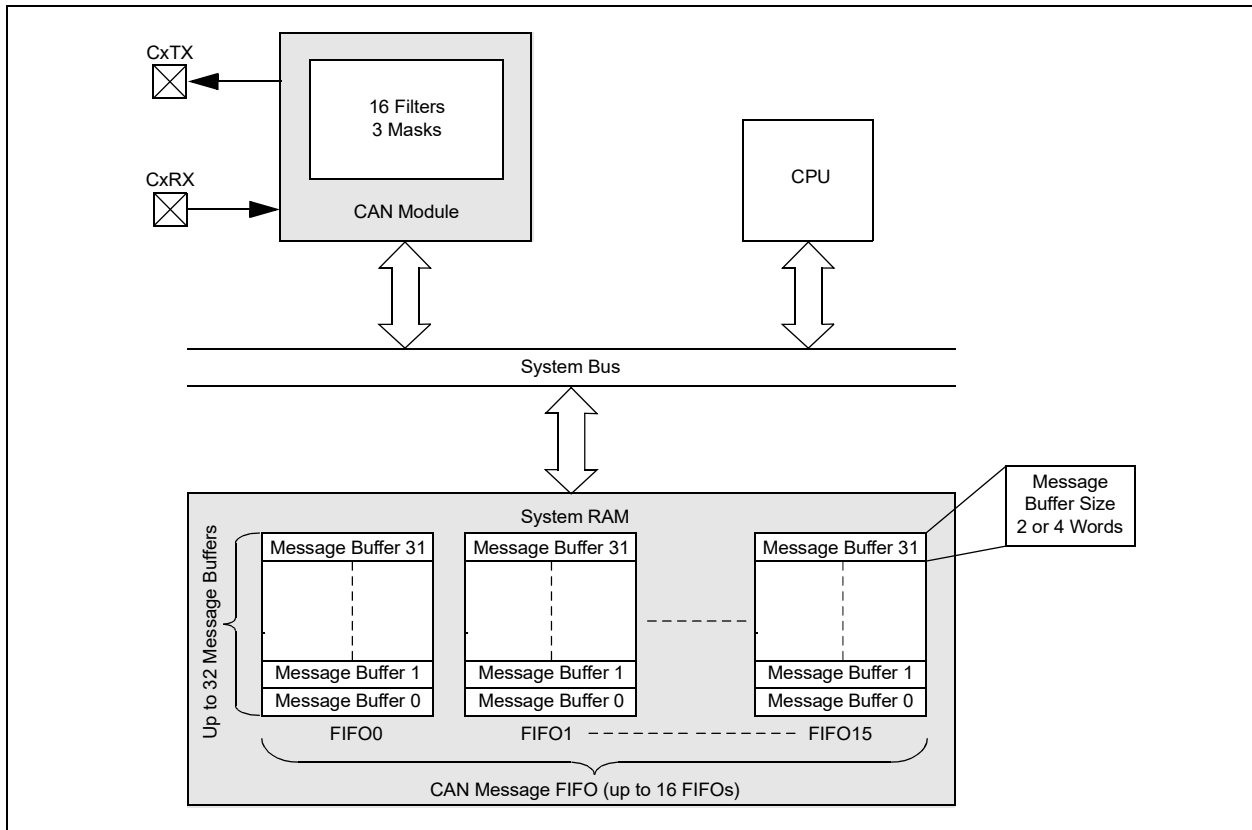 CxTX
16 Filters
3 Masks
CxRX
CAN Module
CPU
System Bus
Message
Buffer Size
2 or 4 Words
System RAM
Up to 32 Message Buffers
Message Buffer 31
Message Buffer 31
Message Buffer 31
Message Buffer 1
Message Buffer 1
Message Buffer 1
Message Buffer 0
Message Buffer 0
Message Buffer 0
FIFO0
FIFO1
FIFO15
CAN Message FIFO (up to 16 FIFOs)